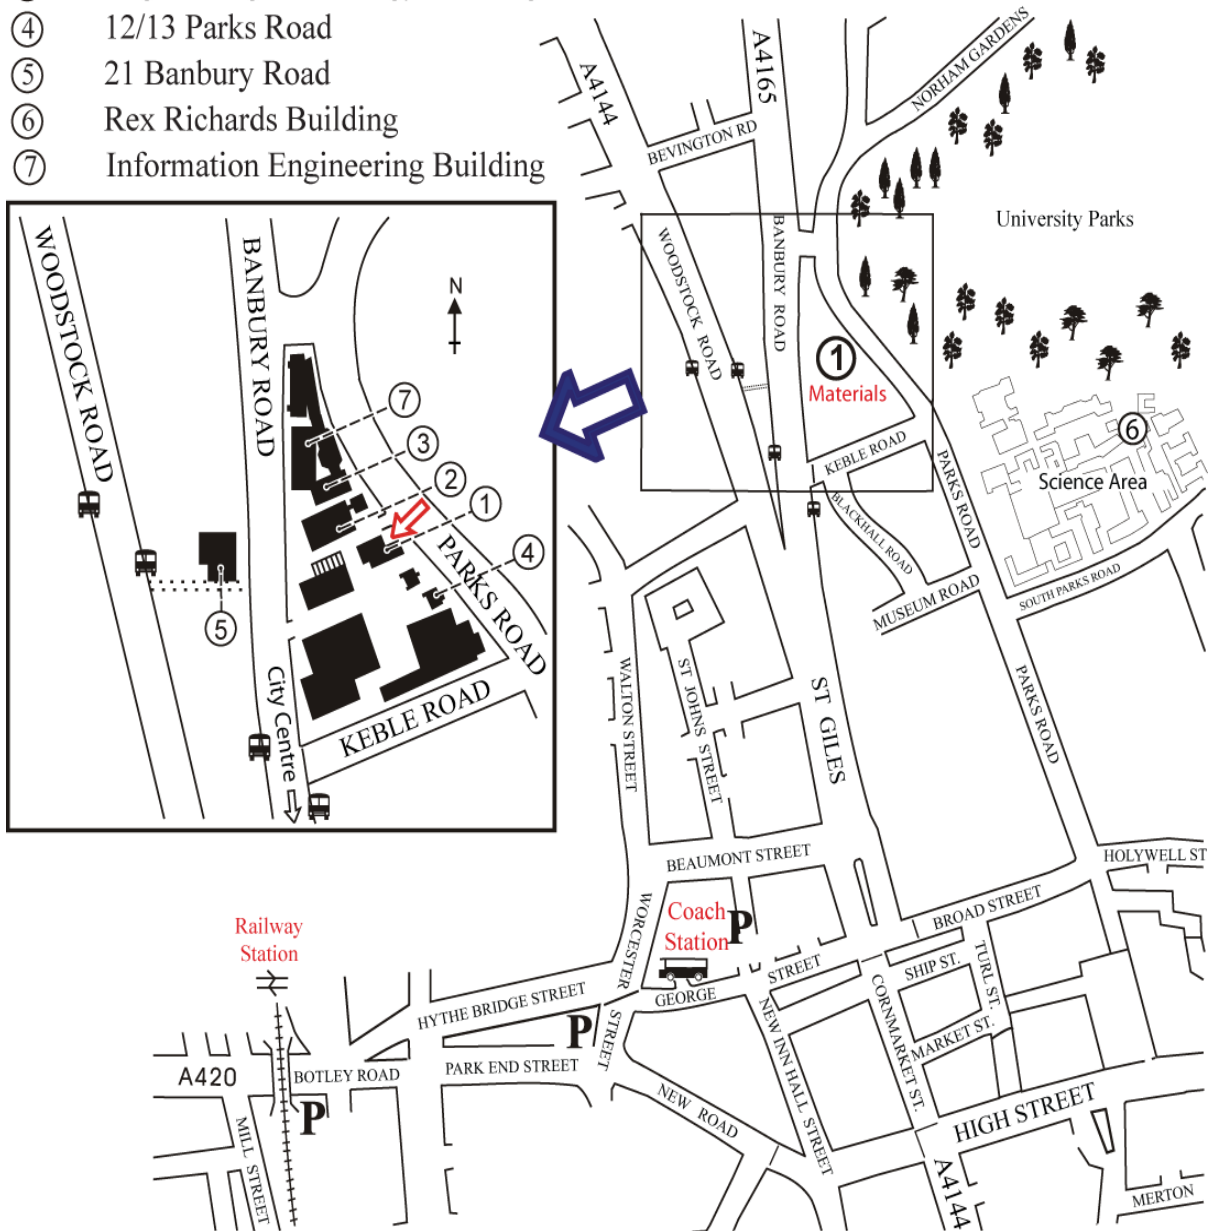 ④ 12/13 Parks Road
⑤ 21 Banbury Road
⑥ Rex Richards Building
⑦ Information Engineering Building
WOODSTOCK ROAD
BANBURY ROAD
N
7
3
2
1
4
5
PARKS ROAD
KEBLE ROAD
City Centre
A4144
A4165
NORHAM GARDENS
BEVINGTON RD
University Parks
WOODSTOCK ROAD
BANBURY ROAD
1
Materials
6
Science Area
KEBLE ROAD
PARKS ROAD
BLACKHALL ROAD
MUSEUM ROAD
SOUTH PARKS ROAD
WALTON STREET
ST JOHNS STREET
ST GILES
PARKS ROAD
BEAUMONT STREET
HOLYWELL ST
WORCESTER
STREET
Coach
Station
P
BROAD STREET
Railway
Station
STREET
GEORGE
SHIP ST.
TURL ST.
HYTHE BRIDGE STREET
CORNMARKET ST.
MARKET ST.
NEW INN HALL STREET
P
A420
BOTLEY ROAD
PARK END STREET
P
NEW ROAD
HIGH STREET
MILL STREET
A4144
MERTON